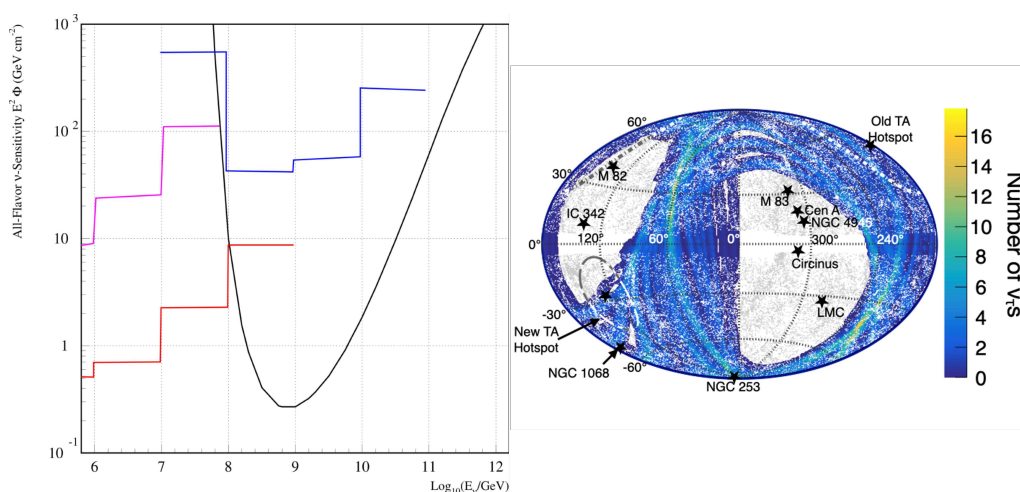 All-Flavor ν-Sensitivity E² Φ (GeV cm⁻²)
10³
10²
10
1
10⁻¹
6 7 8 9 10 11 12
Log₁₀(Eᵥ/GeV)
60°
30°
0°
-30°
-60°
120°
60°
0°
300°
240°
M 82
IC 342
M 83
Cen A
NGC 49
Circinus
LMC
Old TA
Hotspot
New TA
Hotspot
NGC 1068
NGC 253
16
14
12
10
8
6
4
2
0
Number of ντs